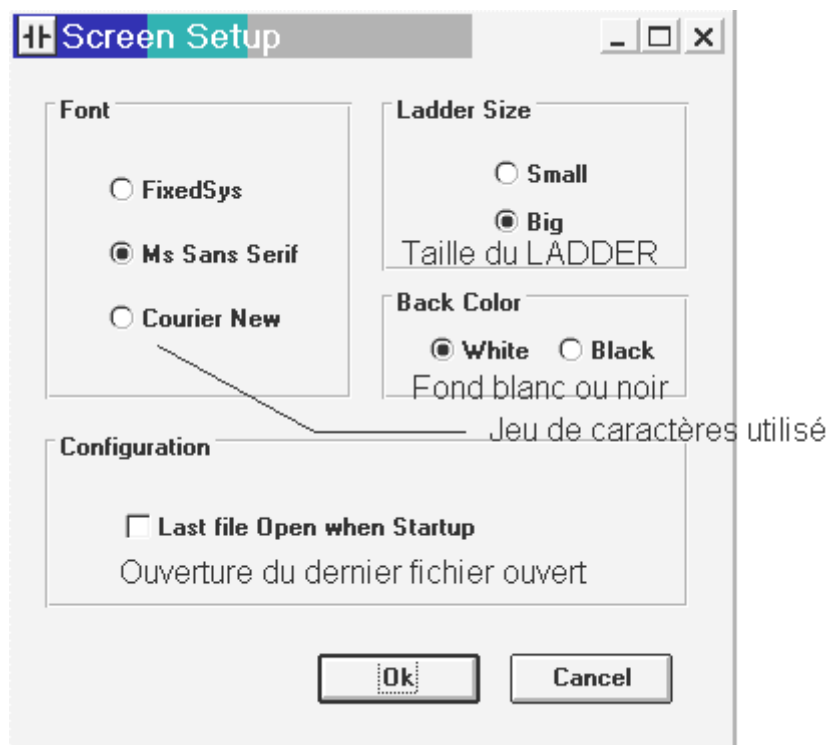 Screen Setup
Font
FixedSys
Ms Sans Serif
Courier New
Ladder Size
Small
Big
Taille du LADDER
Back Color
White Black
Fond blanc ou noir
Jeu de caractères utilisé
Configuration
Last file Open when Startup
Ouverture du dernier fichier ouvert
Ok Cancel